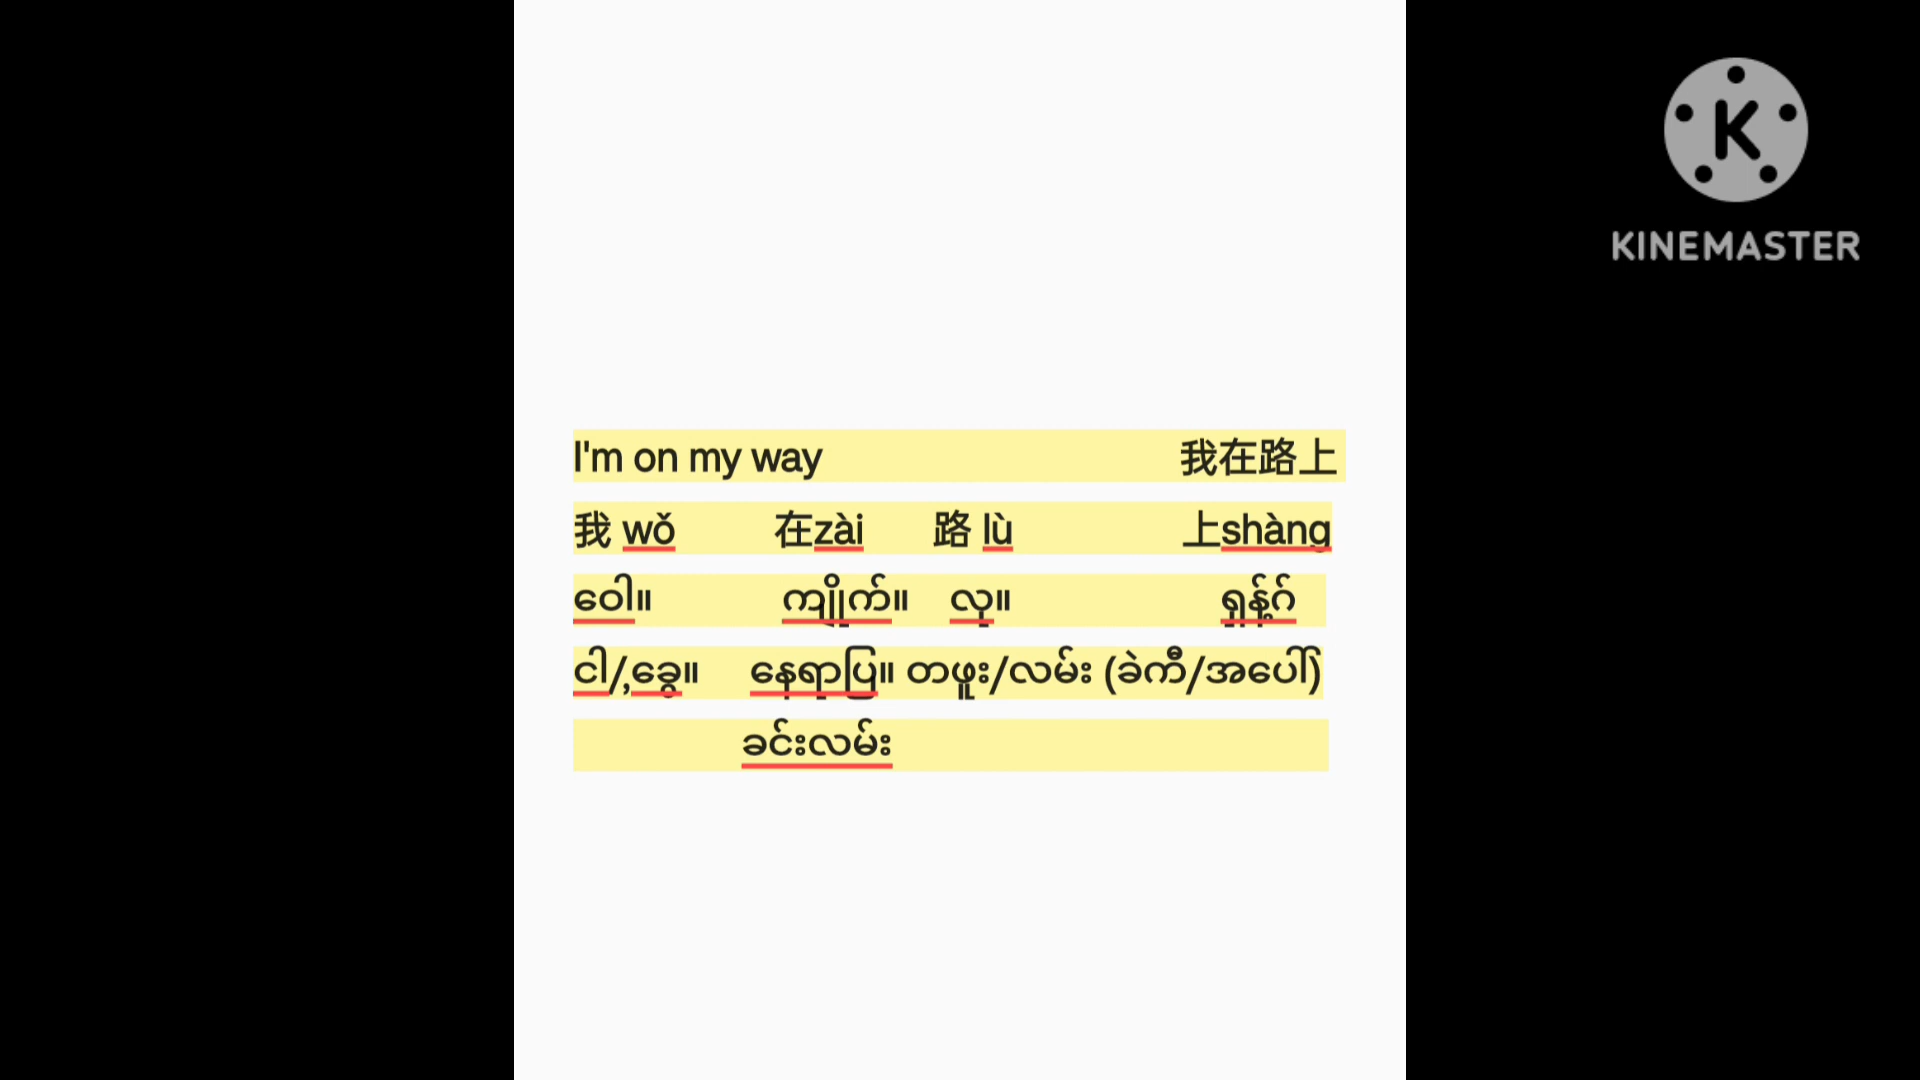 I'm on my way 我在路上
我 wǒ 在zài 路 lù 上shàng
ဝေါ။ ကျိုက်။ လု။ ရှန့်ဂ်
ငါ/,ခွေ။ နေရာပြ။ တဖူး/လမ်း (ခဲကီ/အပေါ်)
ခင်းလမ်း
KINEMASTER